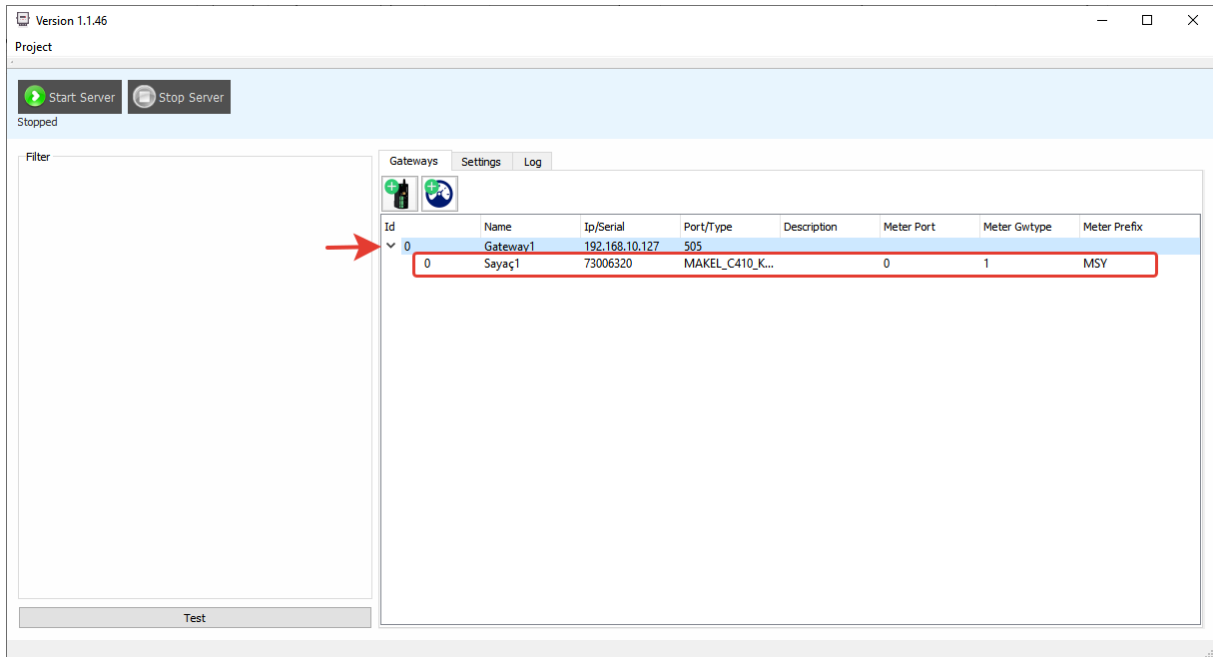 Version 1.1.46
Project
Start Server Stop Server
Stopped
Filter
Gateways Settings Log
Id Name Ip/Serial Port/Type Description Meter Port Meter Gwtype Meter Prefix
0 Gateway1 192.168.10.127 505
0 Sayaç1 73006320 MAKEL_C410_K... 0 1 MSY
Test